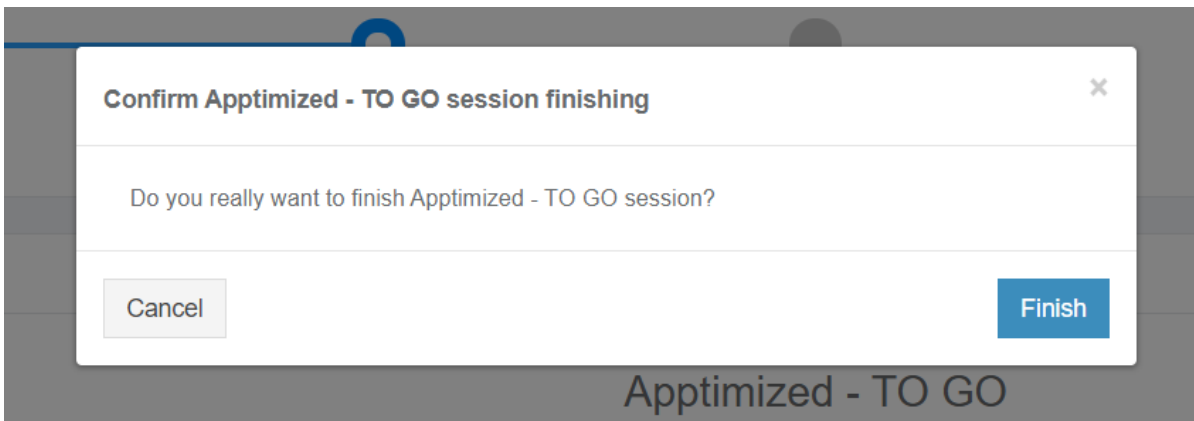 Confirm Apptimized - TO GO session finishing
×
Do you really want to finish Apptimized - TO GO session?
Cancel
Finish
Apptimized - TO GO